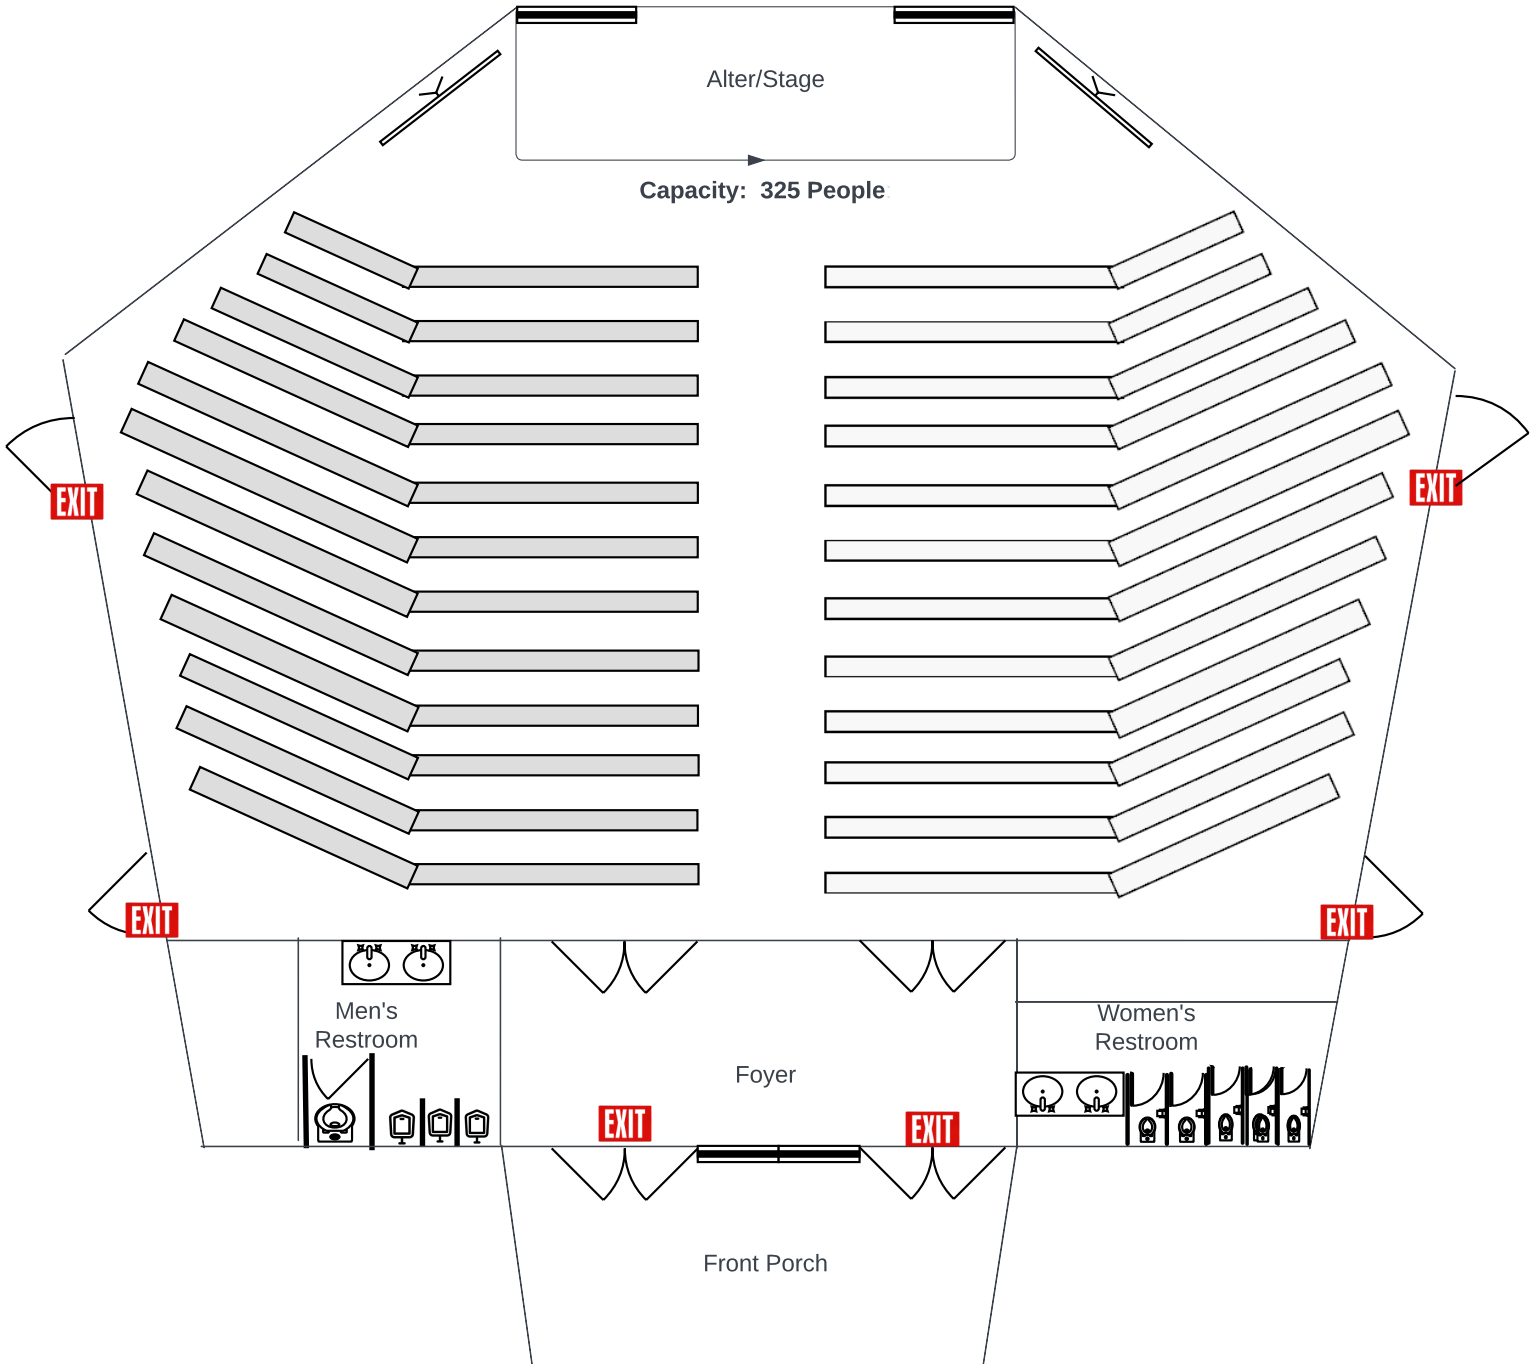 Alter/Stage
Capacity:  325 People
EXIT
EXIT
EXIT
EXIT
Men's
Restroom
Women's
Restroom
Foyer
EXIT
EXIT
Front Porch